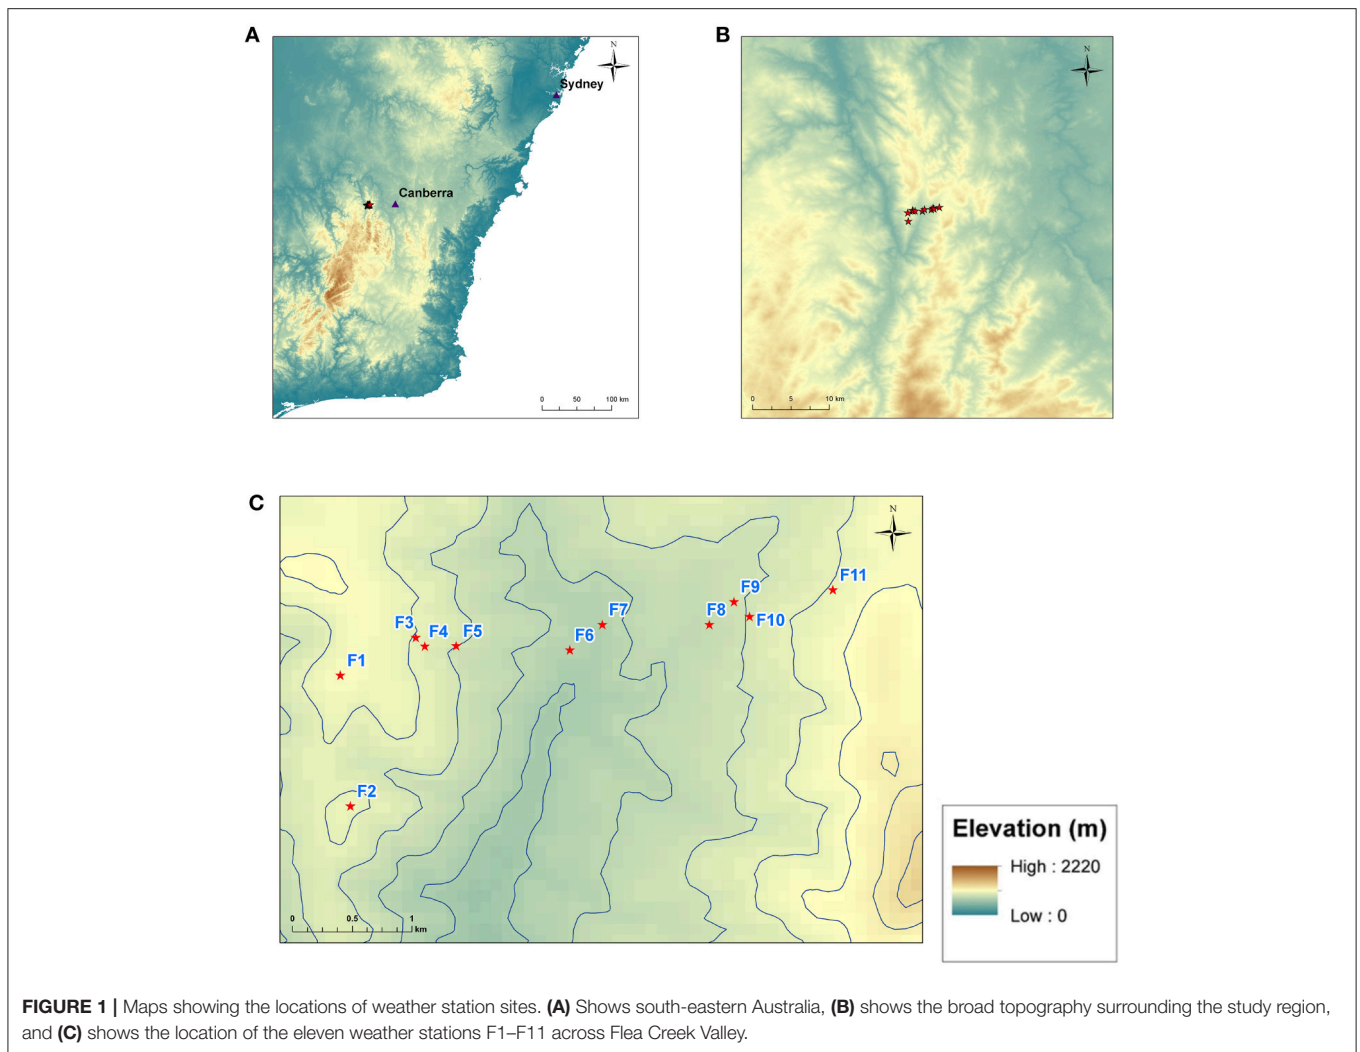 A
N
Sydney
Canberra
0 50 100 km
B
N
0 5 10 km
C
N
F11
F9
F8
F10
F7
F3
F4
F5
F6
F1
F2
0 0.5 1
km
Elevation (m)
High : 2220
Low : 0
FIGURE 1 | Maps showing the locations of weather station sites. (A) Shows south-eastern Australia, (B) shows the broad topography surrounding the study region,
and (C) shows the location of the eleven weather stations F1–F11 across Flea Creek Valley.